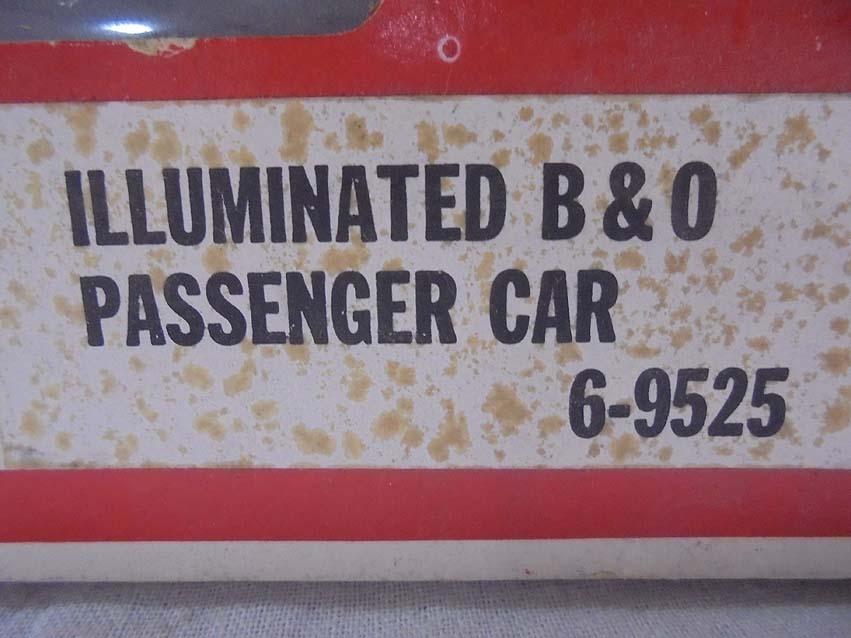 ILLUMINATED B & O
PASSENGER CAR
6-9525